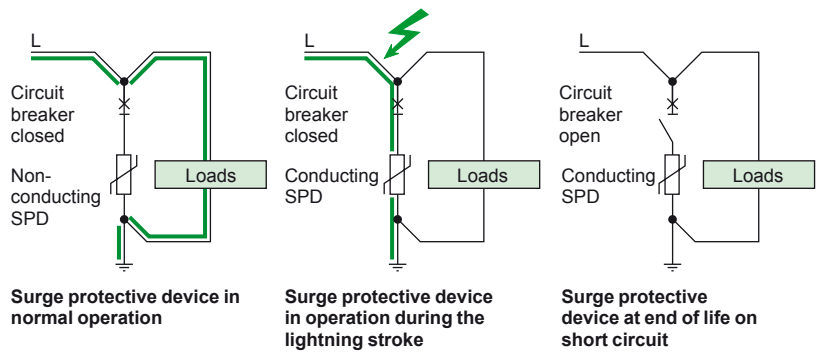 L
Circuit
breaker
closed
Non-
conducting
SPD
Loads
Surge protective device in
normal operation
L
Circuit
breaker
closed
Conducting
SPD
Loads
Surge protective device
in operation during the
lightning stroke
L
Circuit
breaker
open
Conducting
SPD
Loads
Surge protective
device at end of life on
short circuit